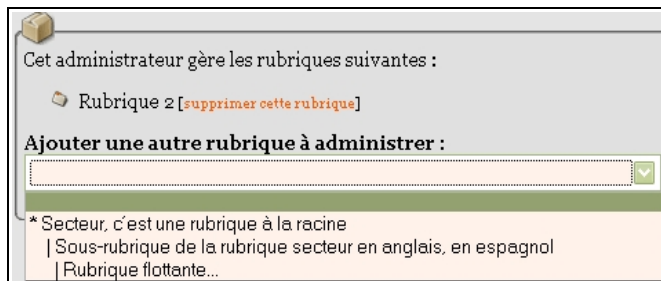 Cet administrateur gère les rubriques suivantes :
Rubrique 2 [supprimer cette rubrique]
Ajouter une autre rubrique à administrer :
* Secteur, c´est une rubrique à la racine
| Sous-rubrique de la rubrique secteur en anglais, en espagnol
| Rubrique flottante...